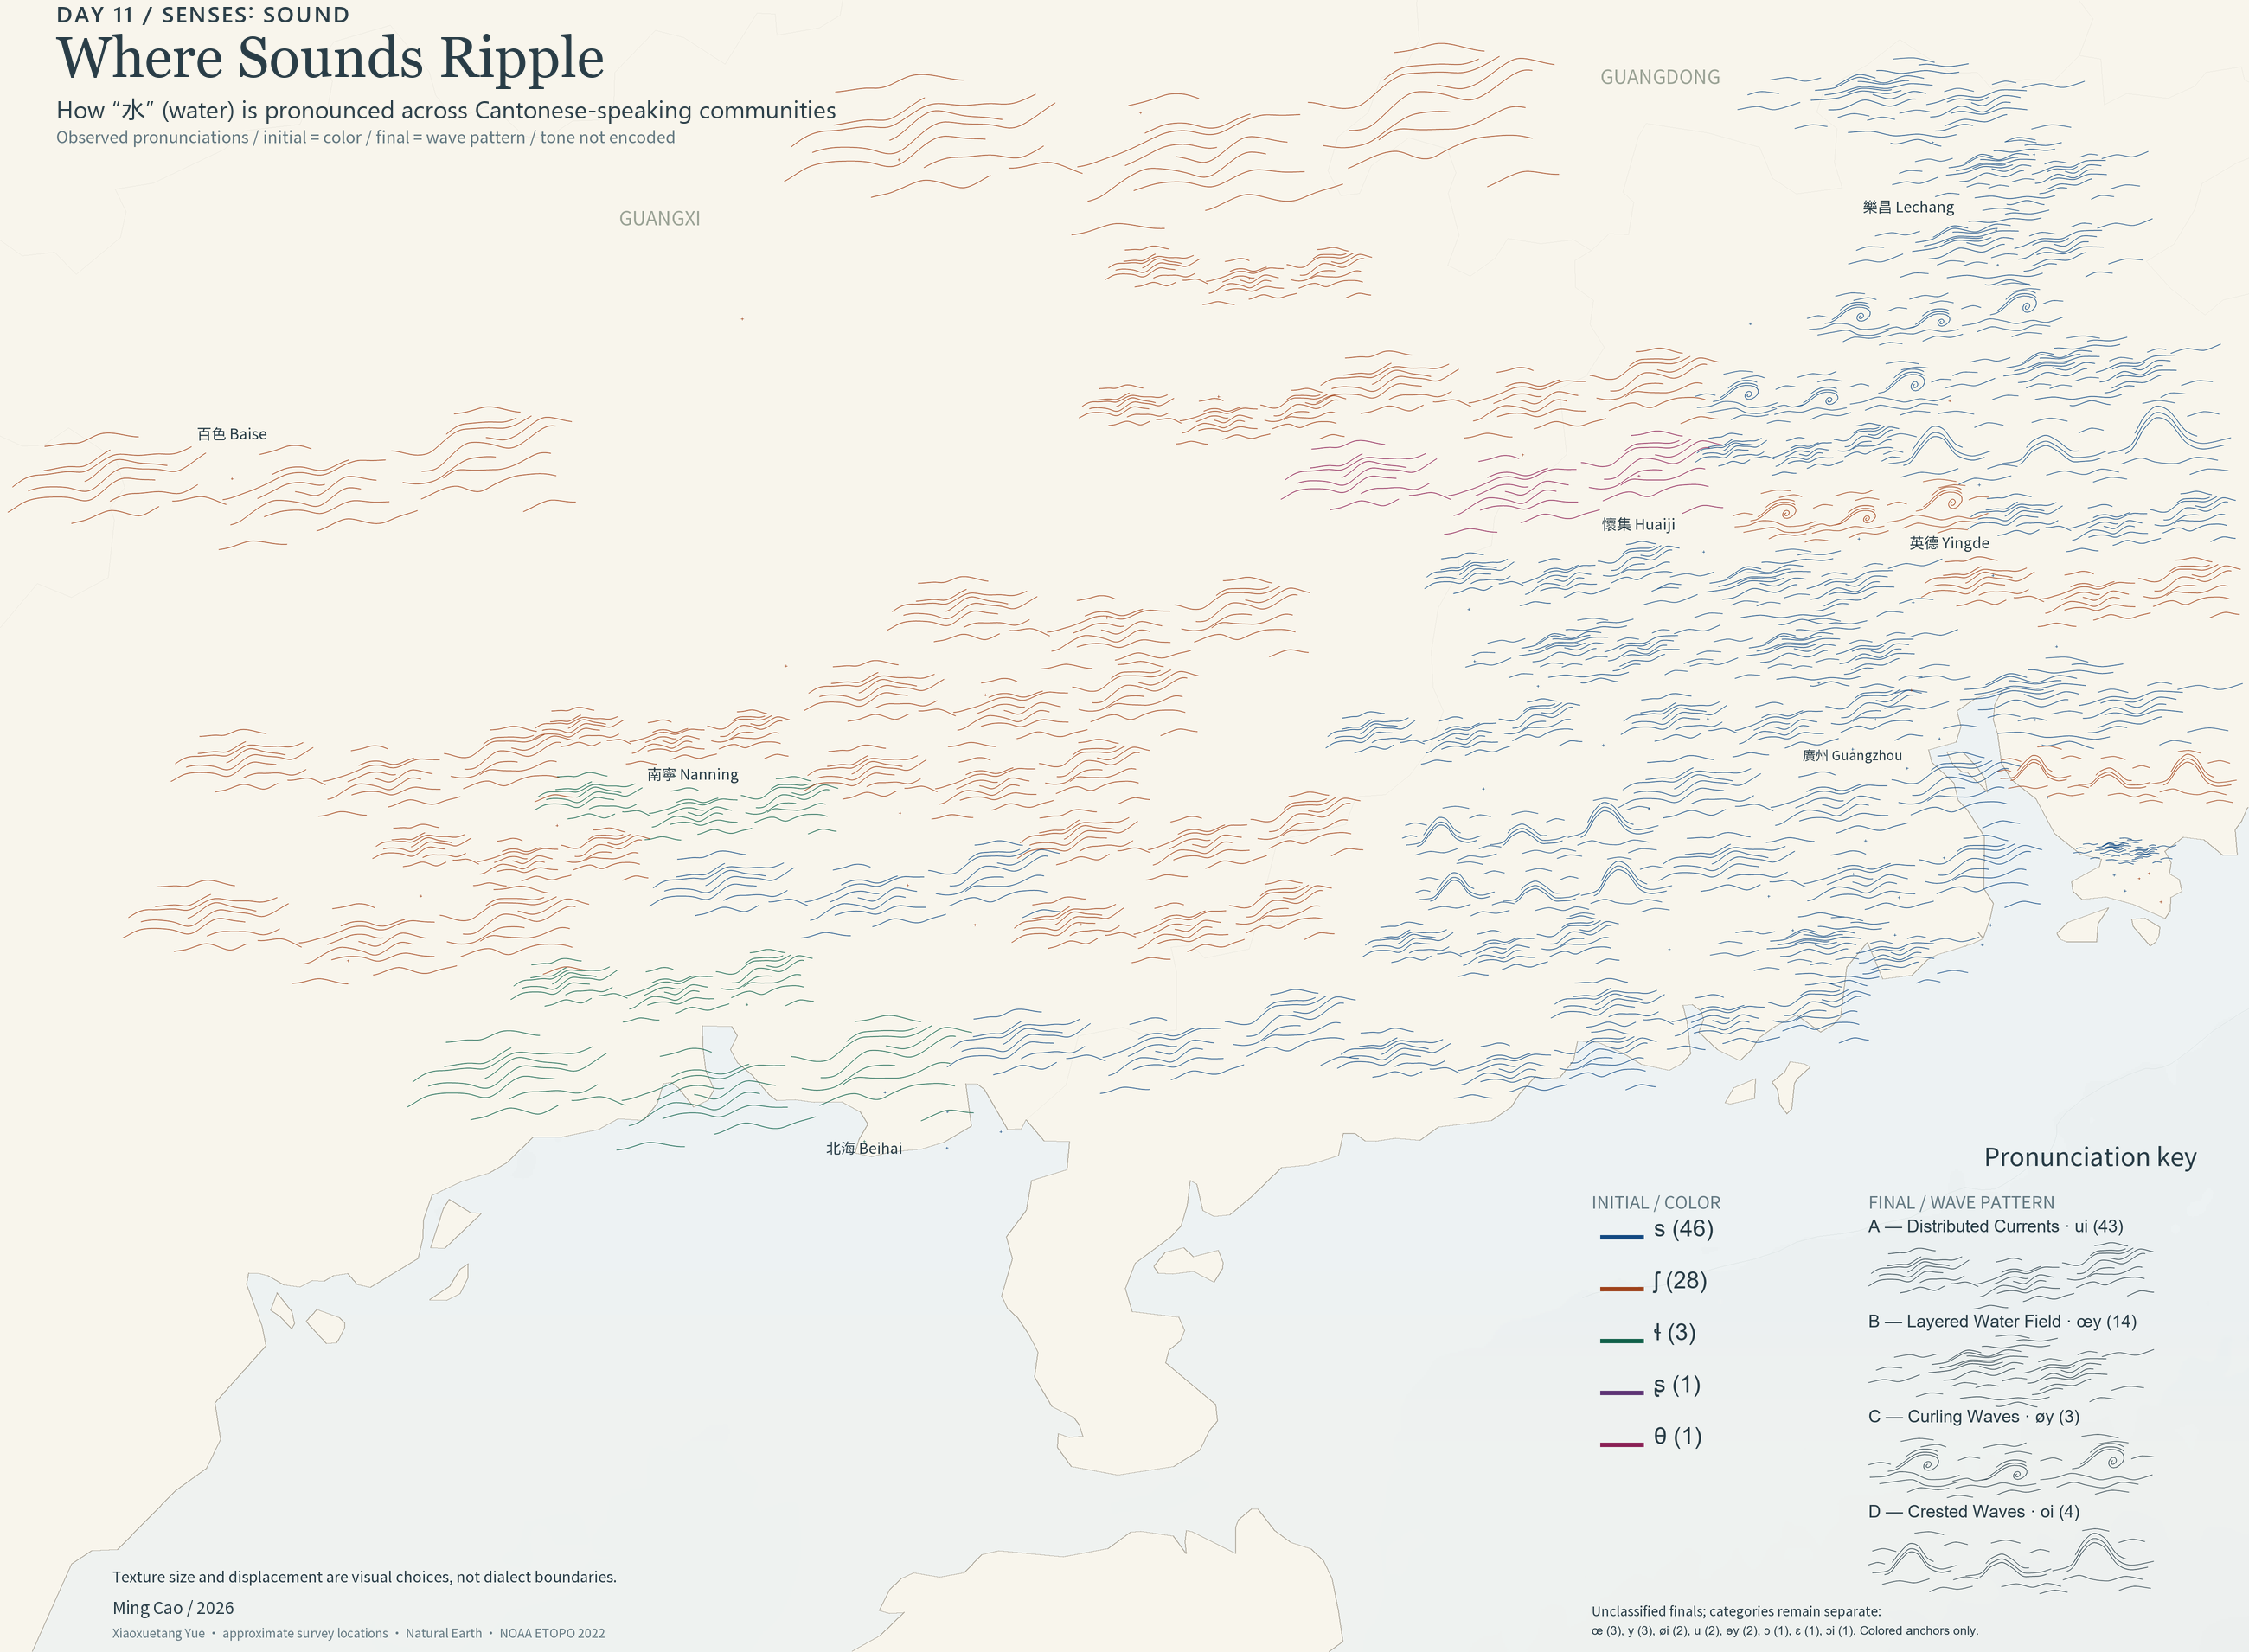 DAY 11 / SENSES: SOUND
Where Sounds Ripple
How “水” (water) is pronounced across Cantonese-speaking communities
Observed pronunciations / initial = color / final = wave pattern / tone not encoded
GUANGDONG
GUANGXI
樂昌 Lechang
百色 Baise
懷集 Huaiji
英德 Yingde
廣州 Guangzhou
南寧 Nanning
北海 Beihai
Pronunciation key
INITIAL / COLOR
s (46)
ʃ (28)
ɬ (3)
ʂ (1)
θ (1)
FINAL / WAVE PATTERN
A — Distributed Currents · ui (43)
B — Layered Water Field · œy (14)
C — Curling Waves · øy (3)
D — Crested Waves · oi (4)
Unclassified finals; categories remain separate:
œ (3), y (3), øi (2), u (2), ɵy (2), ɔ (1), ɛ (1), ɔi (1). Colored anchors only.
Texture size and displacement are visual choices, not dialect boundaries.
Ming Cao / 2026
Xiaoxuetang Yue • approximate survey locations • Natural Earth • NOAA ETOPO 2022